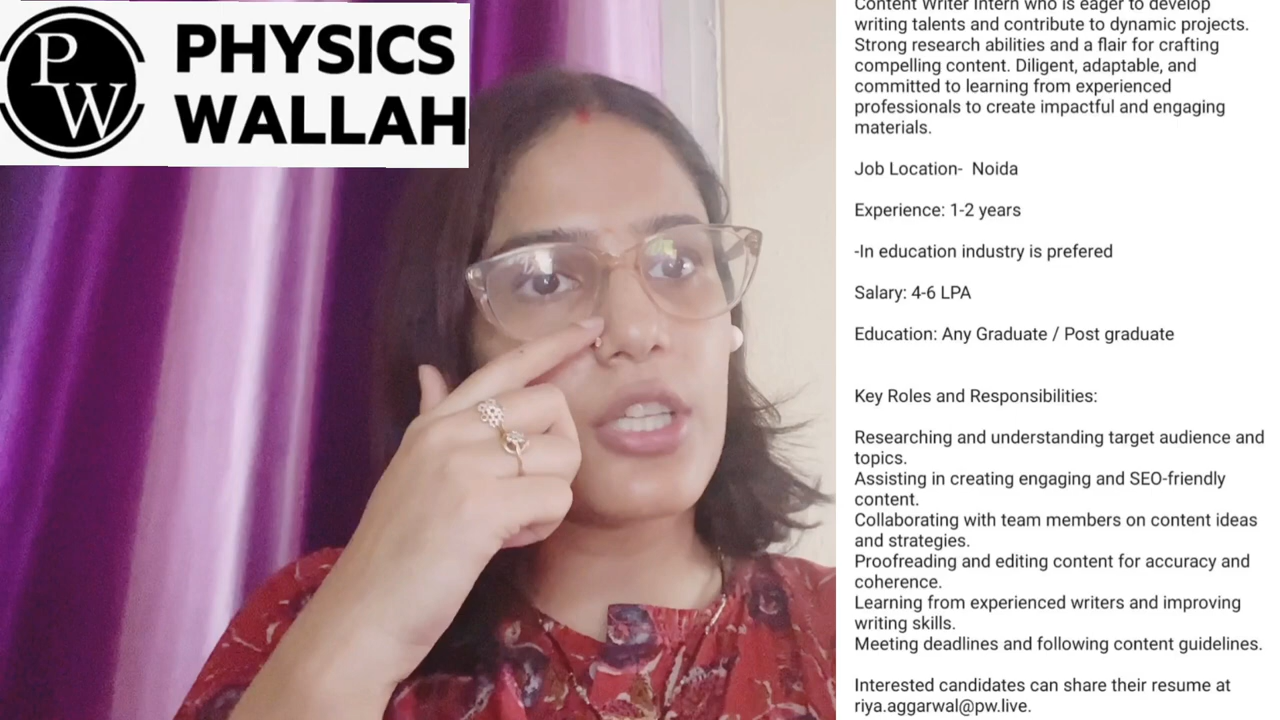 PW
PHYSICS
WALLAH
Content Writer Intern who is eager to develop
writing talents and contribute to dynamic projects.
Strong research abilities and a flair for crafting
compelling content. Diligent, adaptable, and
committed to learning from experienced
professionals to create impactful and engaging
materials.
Job Location-  Noida
Experience: 1-2 years
-In education industry is prefered
Salary: 4-6 LPA
Education: Any Graduate / Post graduate
Key Roles and Responsibilities:
Researching and understanding target audience and
topics.
Assisting in creating engaging and SEO-friendly
content.
Collaborating with team members on content ideas
and strategies.
Proofreading and editing content for accuracy and
coherence.
Learning from experienced writers and improving
writing skills.
Meeting deadlines and following content guidelines.
Interested candidates can share their resume at
riya.aggarwal@pw.live.